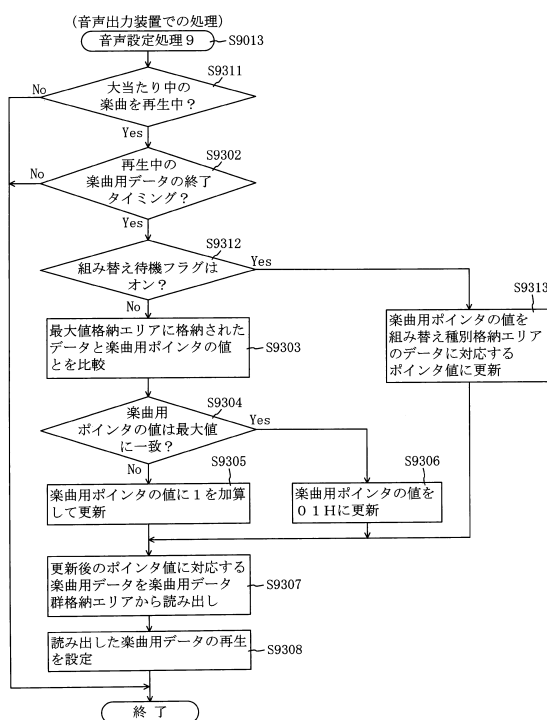 (音声出力装置での処理)
音声設定処理9
S9013
S9311
大当たり中の
楽曲を再生中?
No
Yes
S9302
再生中の
楽曲用データの終了
タイミング?
No
Yes
S9312
組み替え待機フラグは
オン?
Yes
No
S9313
楽曲用ポインタの値を
組み替え種別格納エリア
のデータに対応する
ポインタ値に更新
最大値格納エリアに格納された
データと楽曲用ポインタの値
とを比較
S9303
S9304
楽曲用
ポインタの値は最大値
に一致?
Yes
No
S9305
楽曲用ポインタの値に1を加算
して更新
S9306
楽曲用ポインタの値を
01Hに更新
更新後のポインタ値に対応する
楽曲用データを楽曲用データ
群格納エリアから読み出し
S9307
読み出した楽曲用データの再生
を設定
S9308
終了